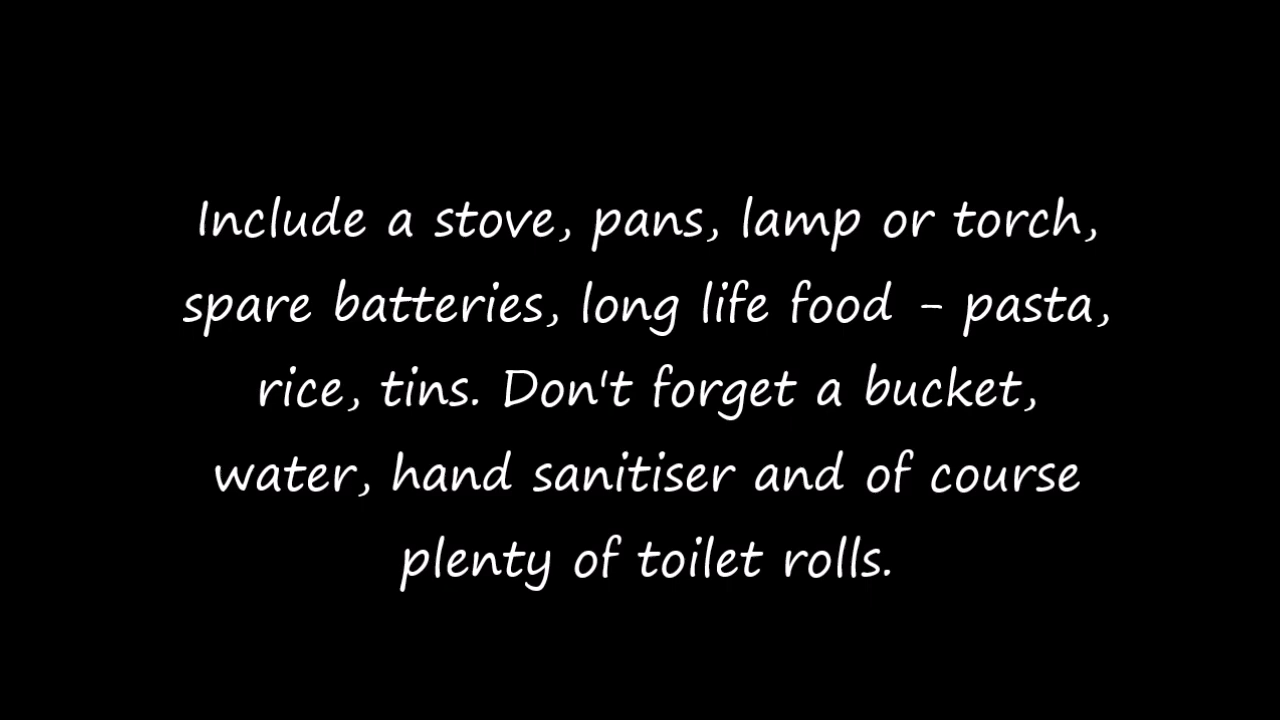 Include a stove, pans, lamp or torch,
spare batteries, long life food - pasta,
rice, tins. Don't forget a bucket,
water, hand sanitiser and of course
plenty of toilet rolls.